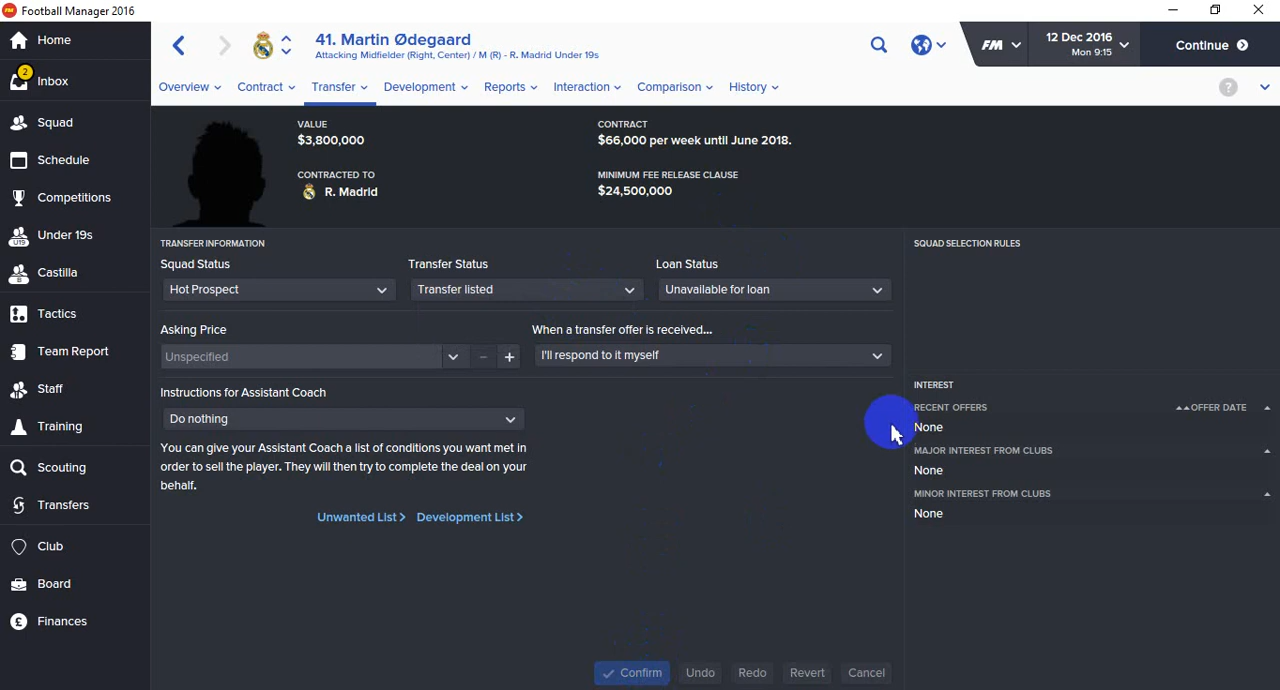 Football Manager 2016
Home
2
Inbox
Squad
Schedule
Competitions
Under 19s
U19
Castilla
B
Tactics
Team Report
Staff
Training
Scouting
Transfers
Club
Board
Finances
41. Martin Ødegaard
Attacking Midfielder (Right, Center) / M (R) - R. Madrid Under 19s
FM
12 Dec 2016
Mon 9:15
Continue
Overview Contract Transfer Development Reports Interaction Comparison History
?
VALUE
$3,800,000
CONTRACTED TO
R. Madrid
CONTRACT
$66,000 per week until June 2018.
MINIMUM FEE RELEASE CLAUSE
$24,500,000
TRANSFER INFORMATION
Squad Status Transfer Status Loan Status
Hot Prospect Transfer listed Unavailable for loan
Asking Price When a transfer offer is received...
Unspecified - + I'll respond to it myself
Instructions for Assistant Coach
Do nothing
You can give your Assistant Coach a list of conditions you want met in
order to sell the player. They will then try to complete the deal on your
behalf.
Unwanted List > Development List >
SQUAD SELECTION RULES
INTEREST
RECENT OFFERS OFFER DATE
None
MAJOR INTEREST FROM CLUBS
None
MINOR INTEREST FROM CLUBS
None
Confirm Undo Redo Revert Cancel